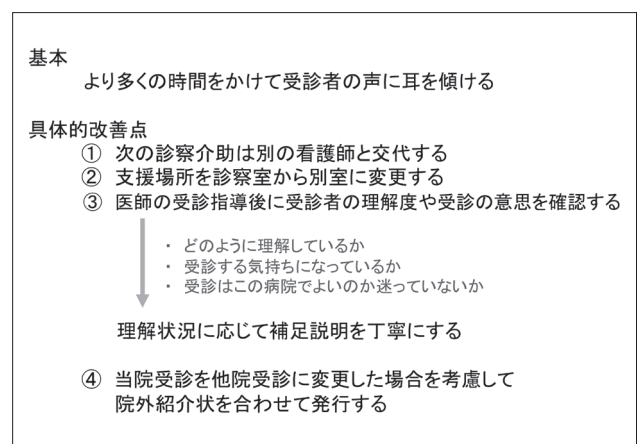 基本
より多くの時間をかけて受診者の声に耳を傾ける
具体的改善点
① 次の診察介助は別の看護師と交代する
② 支援場所を診察室から別室に変更する
③ 医師の受診指導後に受診者の理解度や受診の意思を確認する
・ どのように理解しているか
・ 受診する気持ちになっているか
・ 受診はこの病院でよいのか迷っていないか
理解状況に応じて補足説明を丁寧にする
④ 当院受診を他院受診に変更した場合を考慮して
院外紹介状を合わせて発行する